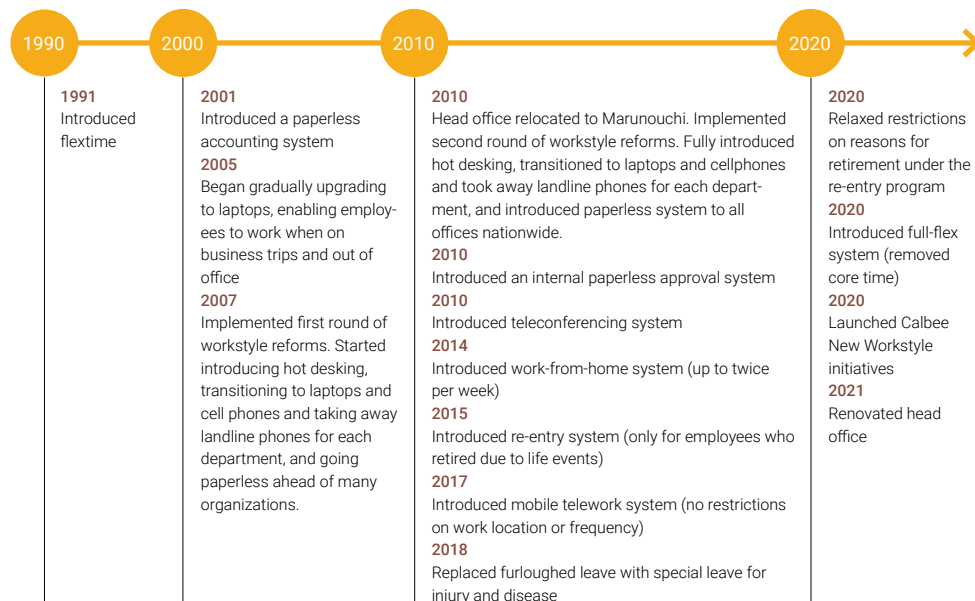 1990
2000
2010
2020
1991
Introduced
flextime
2001
Introduced a paperless
accounting system
2005
Began gradually upgrading
to laptops, enabling employ-
ees to work when on
business trips and out of
office
2007
Implemented first round of
workstyle reforms. Started
introducing hot desking,
transitioning to laptops and
cell phones and taking away
landline phones for each
department, and going
paperless ahead of many
organizations.
2010
Head office relocated to Marunouchi. Implemented
second round of workstyle reforms. Fully introduced
hot desking, transitioned to laptops and cellphones
and took away landline phones for each depart-
ment, and introduced paperless system to all
offices nationwide.
2010
Introduced an internal paperless approval system
2010
Introduced teleconferencing system
2014
Introduced work-from-home system (up to twice
per week)
2015
Introduced re-entry system (only for employees who
retired due to life events)
2017
Introduced mobile telework system (no restrictions
on work location or frequency)
2018
Replaced furloughed leave with special leave for
injury and disease
2020
Relaxed restrictions
on reasons for
retirement under the
re-entry program
2020
Introduced full-flex
system (removed
core time)
2020
Launched Calbee
New Workstyle
initiatives
2021
Renovated head
office